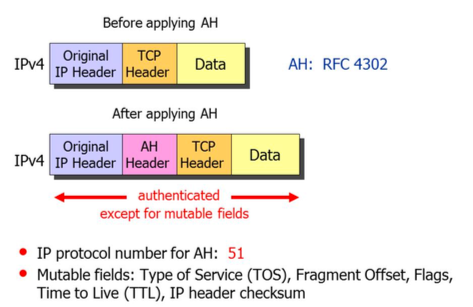 Before applying AH
IPv4
Original
IP Header
TCP
Header
Data
AH: RFC 4302
After applying AH
IPv4
Original
IP Header
AH
Header
TCP
Header
Data
authenticated
except for mutable fields
• IP protocol number for AH: 51
• Mutable fields: Type of Service (TOS), Fragment Offset, Flags,
Time to Live (TTL), IP header checksum